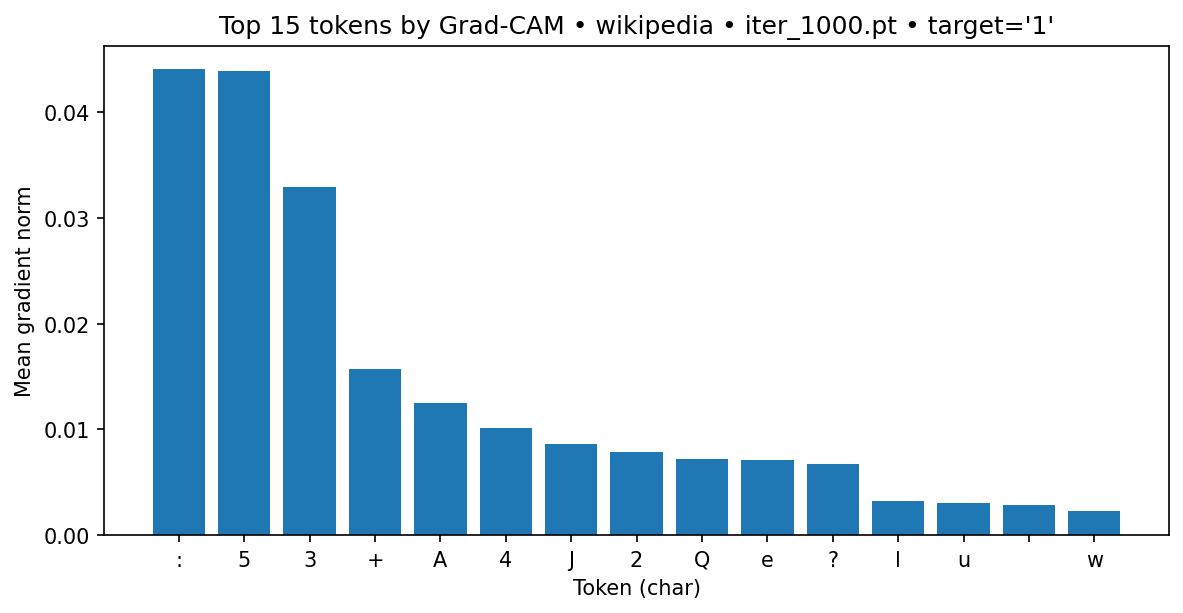 Top 15 tokens by Grad-CAM • wikipedia • iter_1000.pt • target='1'
Mean gradient norm
0.04
0.03
0.02
0.01
0.00
: 5 3 + A 4 J 2 Q e ? l u w
Token (char)